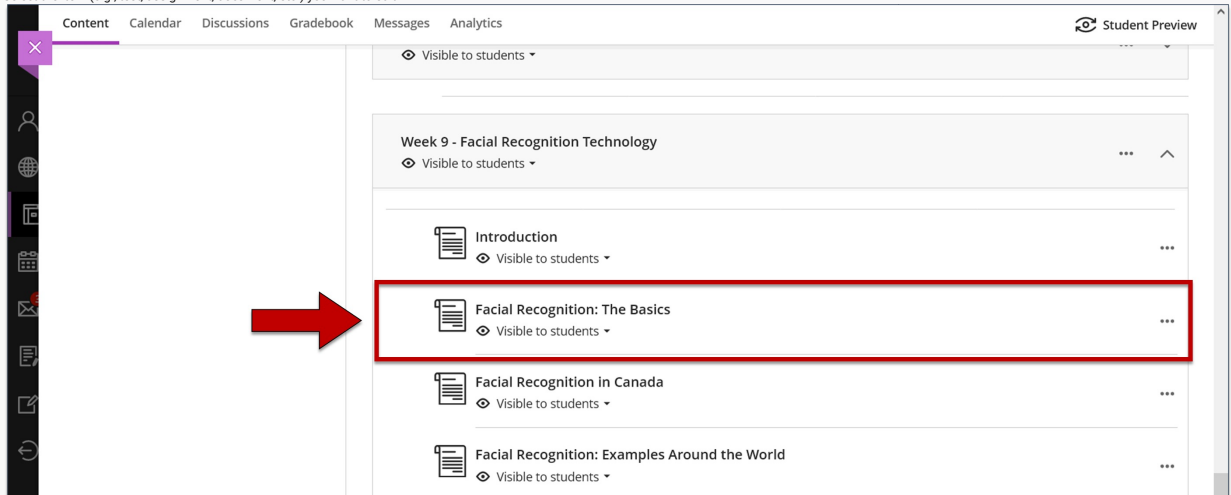 Content Calendar Discussions Gradebook Messages Analytics Student Preview
Visible to students
Week 9 - Facial Recognition Technology
Visible to students
Introduction
Visible to students
Facial Recognition: The Basics
Visible to students
Facial Recognition in Canada
Visible to students
Facial Recognition: Examples Around the World
Visible to students